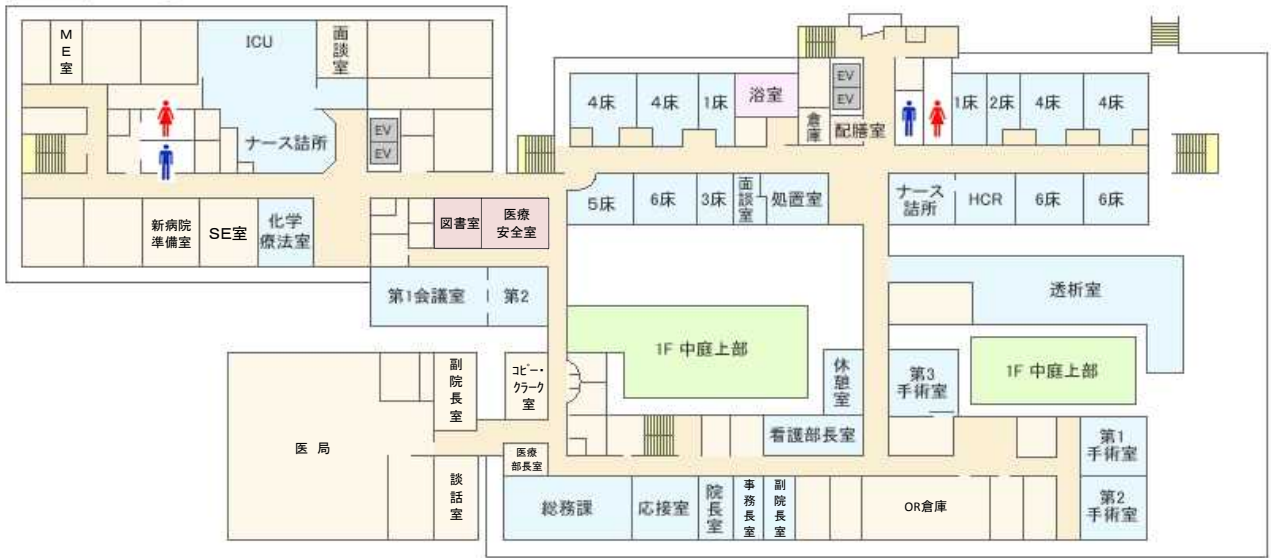 ME室
ICU
面談室
ナース詰所
EV
EV
新病院
準備室
SE室
化学
療法室
図書室
医療
安全室
第1会議室
第2
4床
4床
1床
浴室
倉庫
EV
EV
配膳室
1床
2床
4床
4床
5床
6床
3床
面談室
処置室
ナース
詰所
HCR
6床
6床
透析室
1F 中庭上部
休憩室
第3
手術室
1F 中庭上部
副院長室
コピー・
クラーク
室
医 局
談話室
医療
部長室
看護部長室
第1
手術室
総務課
応接室
院長室
事務長室
副院長室
OR倉庫
第2
手術室